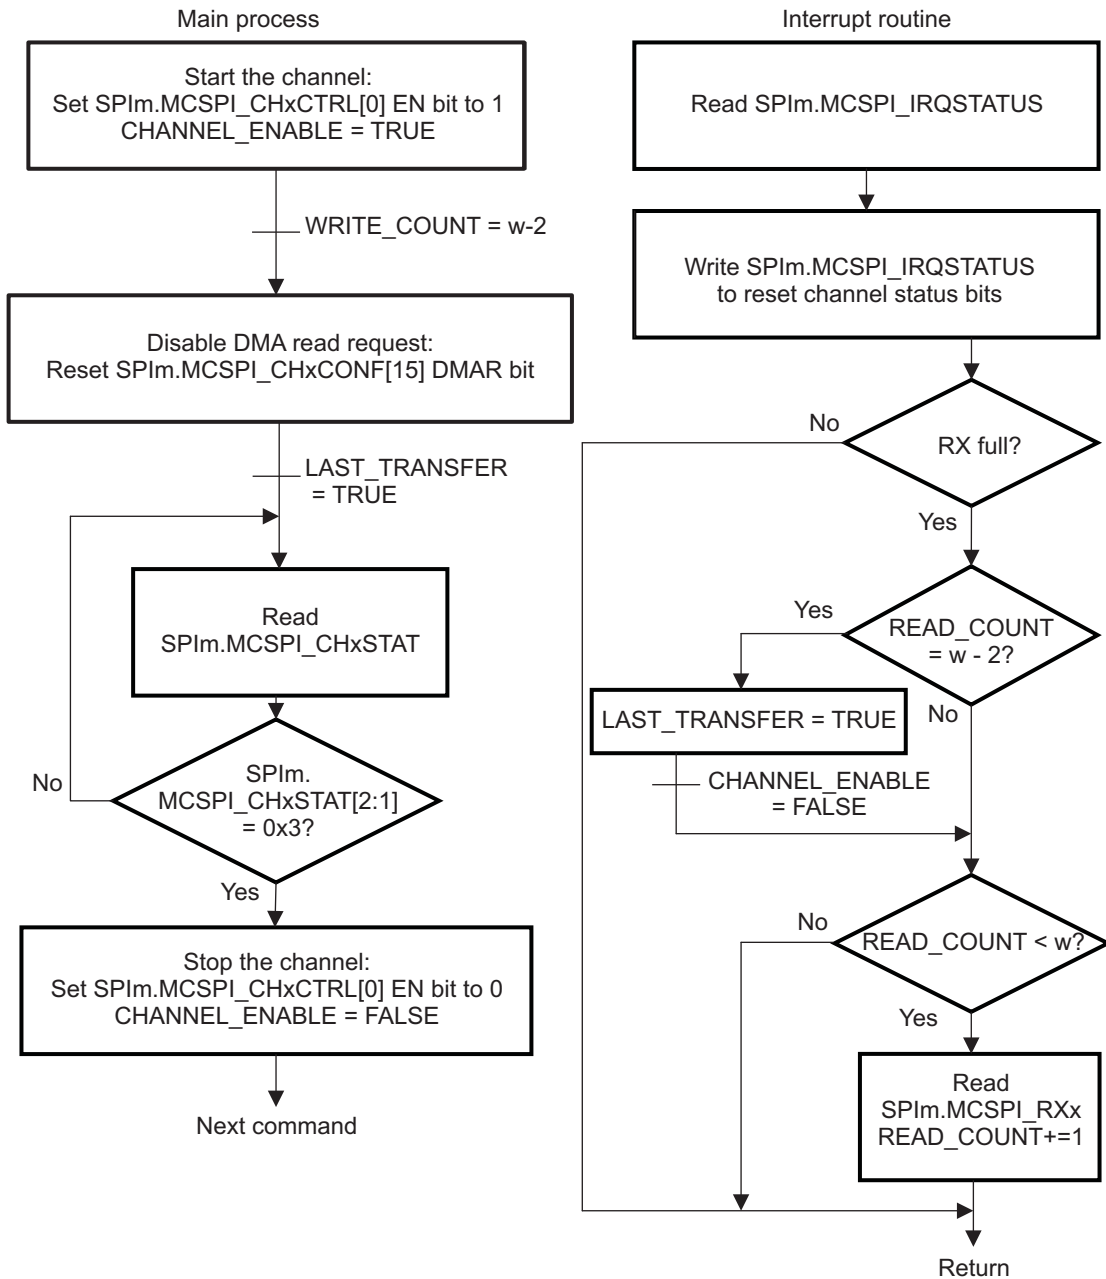 Main process
Start the channel:
Set SPIm.MCSPI_CHxCTRL[0] EN bit to 1
CHANNEL_ENABLE = TRUE
WRITE_COUNT = w-2
Disable DMA read request:
Reset SPIm.MCSPI_CHxCONF[15] DMAR bit
LAST_TRANSFER
= TRUE
Read
SPIm.MCSPI_CHxSTAT
SPIm.
MCSPI_CHxSTAT[2:1]
= 0x3?
No
Yes
Stop the channel:
Set SPIm.MCSPI_CHxCTRL[0] EN bit to 0
CHANNEL_ENABLE = FALSE
Next command
Interrupt routine
Read SPIm.MCSPI_IRQSTATUS
Write SPIm.MCSPI_IRQSTATUS
to reset channel status bits
No
RX full?
Yes
Yes
READ_COUNT
= w - 2?
No
LAST_TRANSFER = TRUE
CHANNEL_ENABLE
= FALSE
No
READ_COUNT < w?
Yes
Read
SPIm.MCSPI_RXx
READ_COUNT+=1
Return